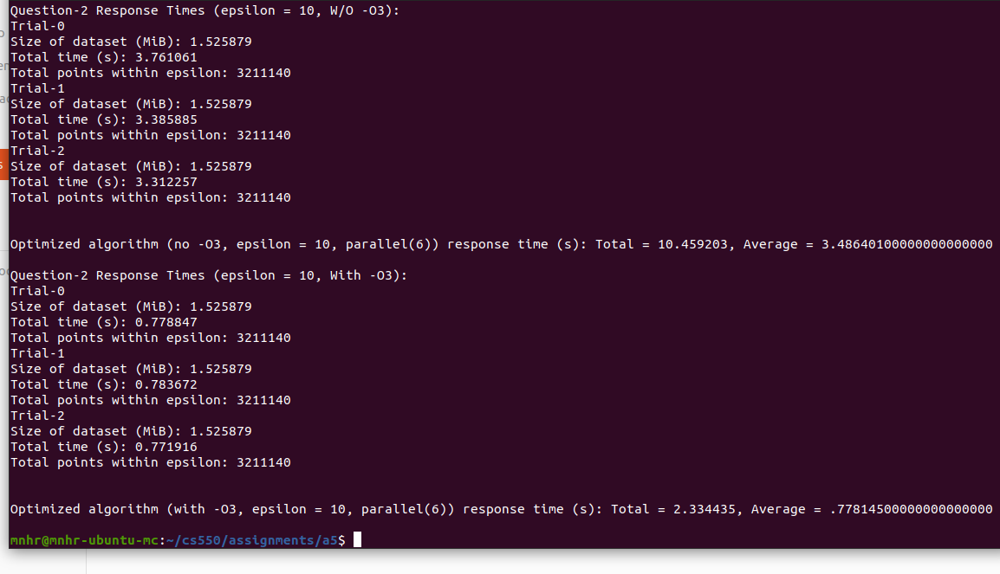 Question-2 Response Times (epsilon = 10, W/O -O3):
Trial-0
Size of dataset (MiB): 1.525879
Total time (s): 3.761061
Total points within epsilon: 3211140
Trial-1
Size of dataset (MiB): 1.525879
Total time (s): 3.385885
Total points within epsilon: 3211140
Trial-2
Size of dataset (MiB): 1.525879
Total time (s): 3.312257
Total points within epsilon: 3211140
Optimized algorithm (no -O3, epsilon = 10, parallel(6)) response time (s): Total = 10.459203, Average = 3.48640100000000000000
Question-2 Response Times (epsilon = 10, With -O3):
Trial-0
Size of dataset (MiB): 1.525879
Total time (s): 0.778847
Total points within epsilon: 3211140
Trial-1
Size of dataset (MiB): 1.525879
Total time (s): 0.783672
Total points within epsilon: 3211140
Trial-2
Size of dataset (MiB): 1.525879
Total time (s): 0.771916
Total points within epsilon: 3211140
Optimized algorithm (with -O3, epsilon = 10, parallel(6)) response time (s): Total = 2.334435, Average = .77814500000000000000
mnhr@mnhr-ubuntu-mc:~/cs550/assignments/a5$